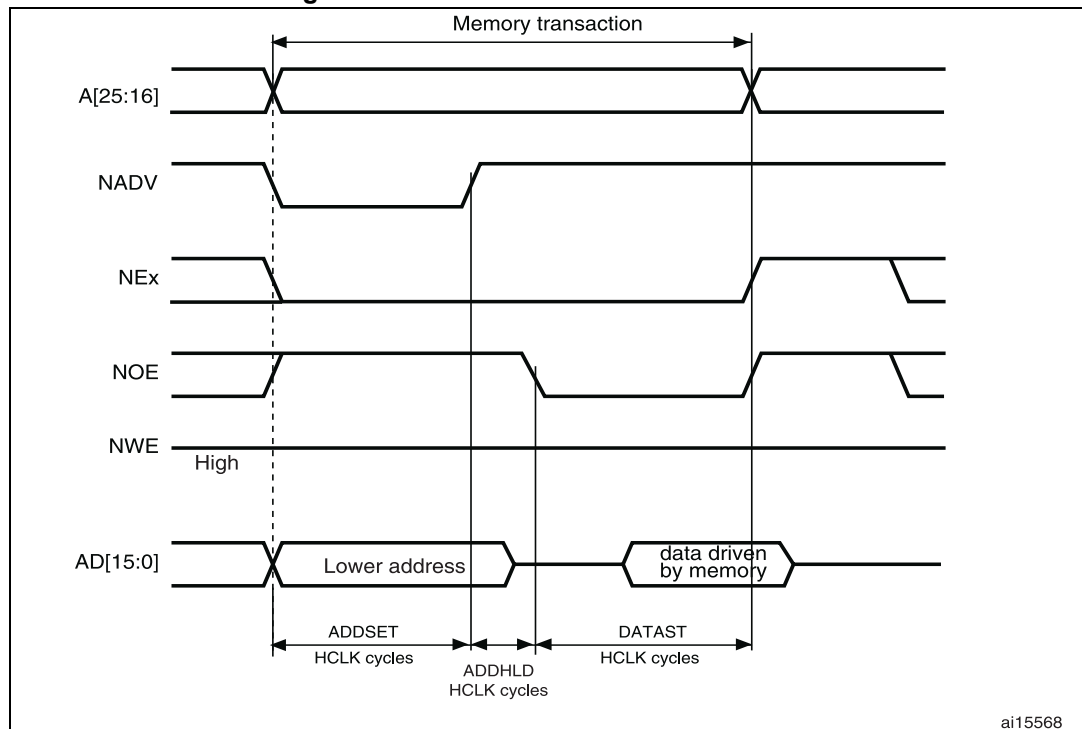 Memory transaction
A[25:16]
NADV
NEx
NOE
NWE
High
AD[15:0]
Lower address
data driven
by memory
ADDSET
HCLK cycles
ADDHLD
HCLK cycles
DATAST
HCLK cycles
ai15568